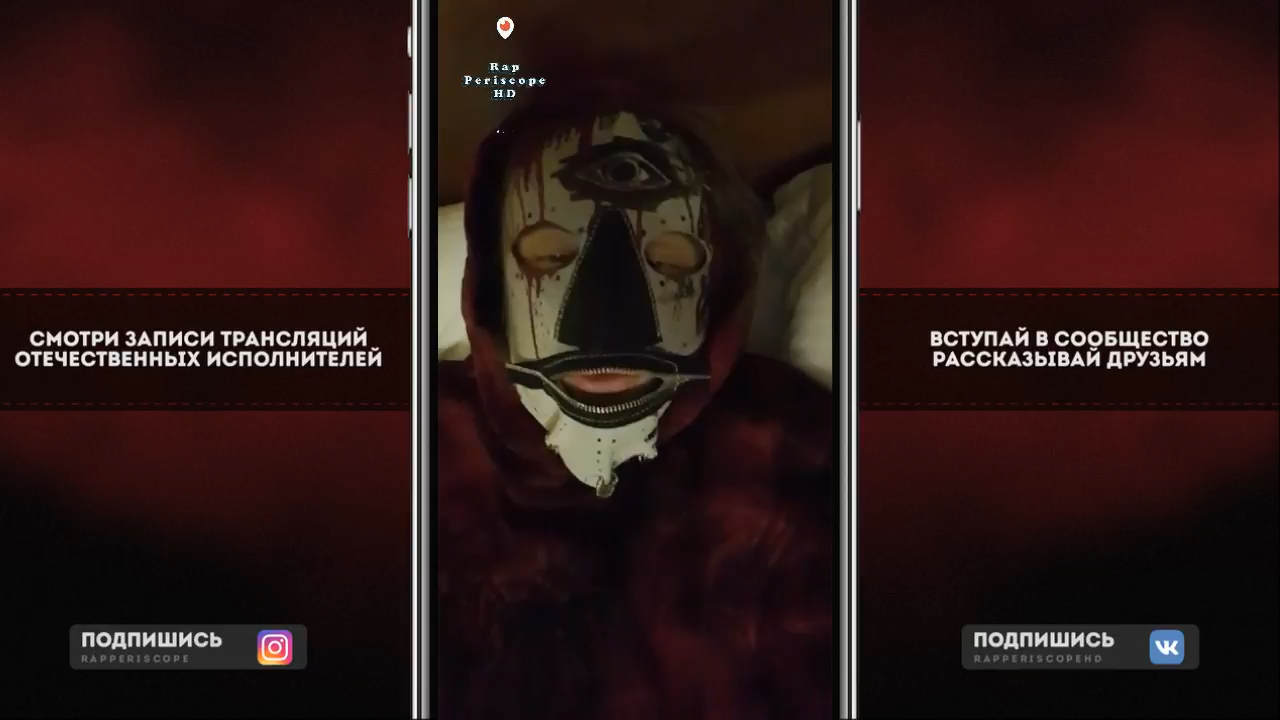 Rap
Periscope
HD
СМОТРИ ЗАПИСИ ТРАНСЛЯЦИЙ
ОТЕЧЕСТВЕННЫХ ИСПОЛНИТЕЛЕЙ
ВСТУПАЙ В СООБЩЕСТВО
РАССКАЗЫВАЙ ДРУЗЬЯМ
ПОДПИШИСЬ
RAPPERISCOPE
ПОДПИШИСЬ
RAPPERISCOPEHD